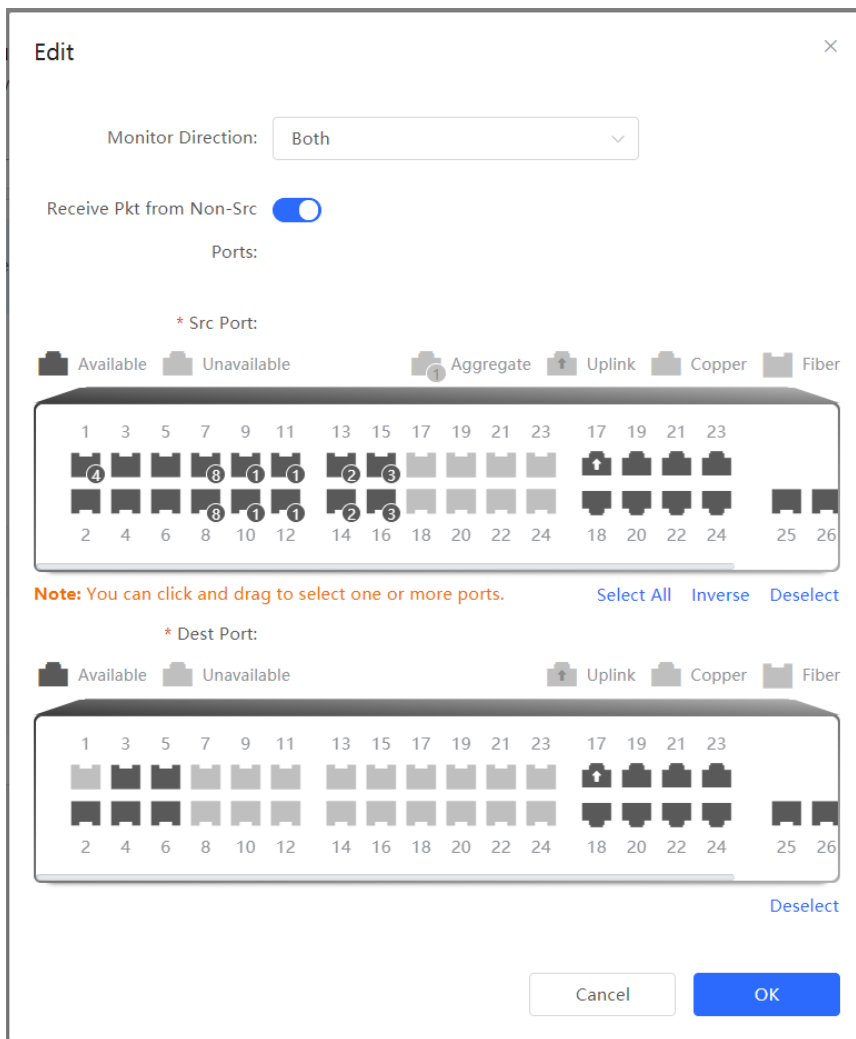 Edit
Monitor Direction: Both
Receive Pkt from Non-Src
Ports:
* Src Port:
Available Unavailable 1 Aggregate Uplink Copper Fiber
1 3 5 7 9 11 13 15 17 19 21 23 17 19 21 23
4 8 1 1 2 3
8 1 1 2 3
2 4 6 8 10 12 14 16 18 20 22 24 18 20 22 24 25 26
Note: You can click and drag to select one or more ports. Select All Inverse Deselect
* Dest Port:
Available Unavailable Uplink Copper Fiber
1 3 5 7 9 11 13 15 17 19 21 23 17 19 21 23
2 4 6 8 10 12 14 16 18 20 22 24 18 20 22 24 25 26
Deselect
Cancel OK